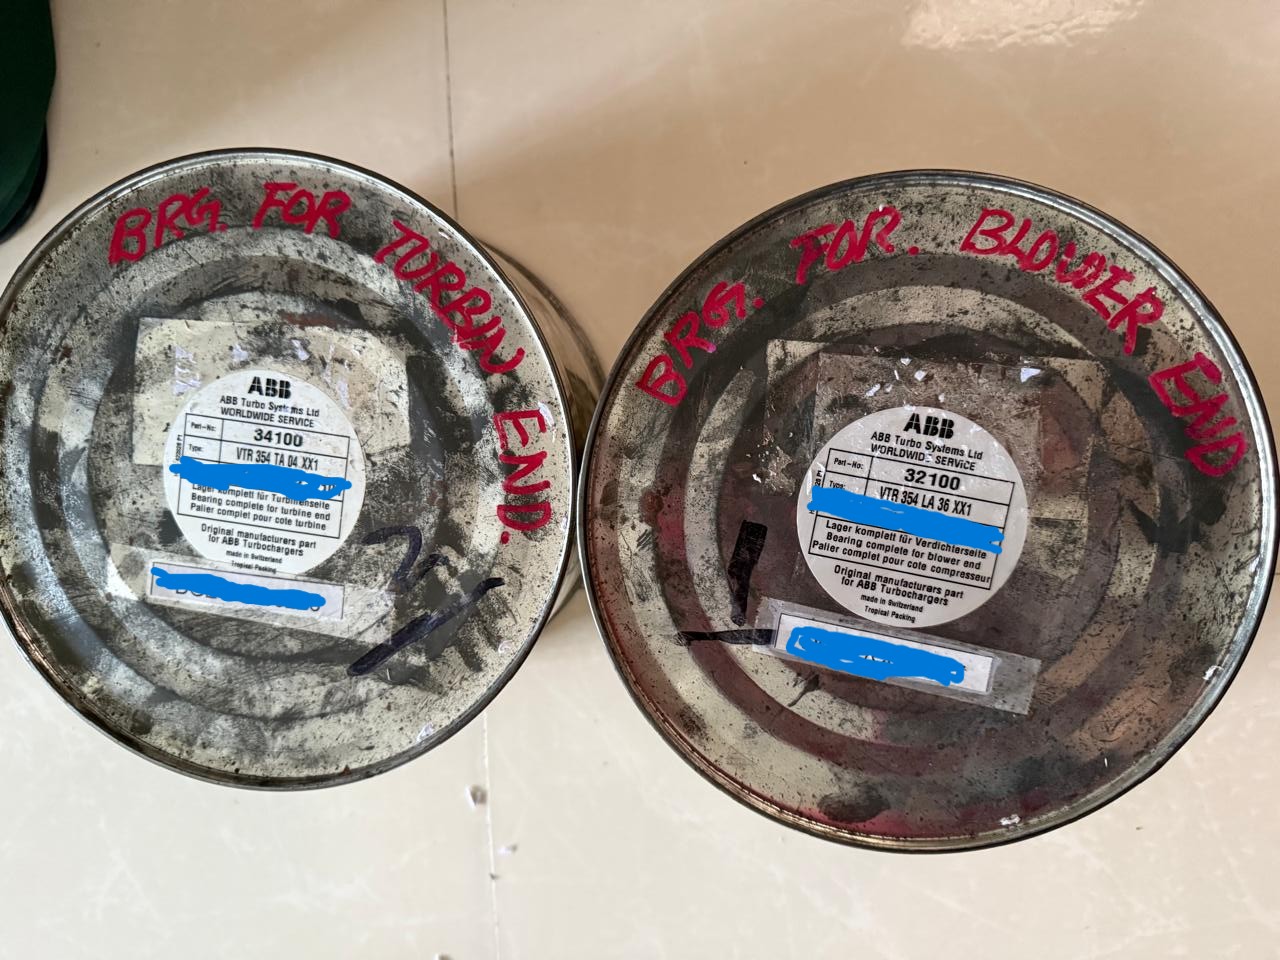 BRG. FOR TURBIN END.
ABB
ABB Turbo Systems Ltd
WORLDWIDE SERVICE
Part-No: 34100
Type: VTR 354 TA 04 XX1
Lager komplett für Turbinenseite
Bearing complete for turbine end
Palier complet pour cote turbine
Original manufacturers part
for ABB Turbochargers
made in Switzerland
Tropical Packing
BRG. FOR. BLOWER END
ABB
ABB Turbo Systems Ltd
WORLDWIDE SERVICE
Part-No: 32100
Type: VTR 354 LA 36 XX1
Lager komplett für Verdichterseite
Bearing complete for blower end
Palier complet pour cote compresseur
Original manufacturers part
for ABB Turbochargers
made in Switzerland
Tropical Packing